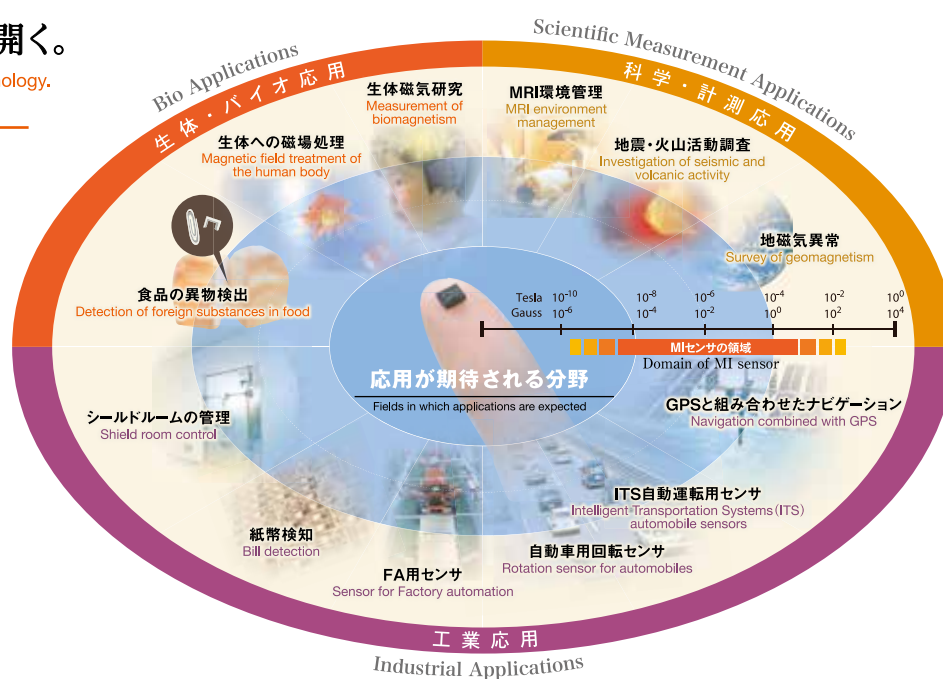 開く。
nology.
Bio Applications
生体・バイオ応用
Scientific Measurement Applications
科学・計測応用
生体磁気研究
Measurement of
biomagnetism
MRI環境管理
MRI environment
management
生体への磁場処理
Magnetic field treatment of
the human body
地震・火山活動調査
Investigation of seismic and
volcanic activity
地磁気異常
Survey of geomagnetism
食品の異物検出
Detection of foreign substances in food
Tesla 10⁻¹⁰ 10⁻⁸ 10⁻⁶ 10⁻⁴ 10⁻² 10⁰
Gauss 10⁻⁶ 10⁻⁴ 10⁻² 10⁰ 10² 10⁴
MIセンサの領域
Domain of MI sensor
応用が期待される分野
Fields in which applications are expected
シールドルームの管理
Shield room control
GPSと組み合わせたナビゲーション
Navigation combined with GPS
ITS自動運転用センサ
Intelligent Transportation Systems(ITS)
automobile sensors
紙幣検知
Bill detection
自動車用回転センサ
Rotation sensor for automobiles
FA用センサ
Sensor for Factory automation
工業応用
Industrial Applications